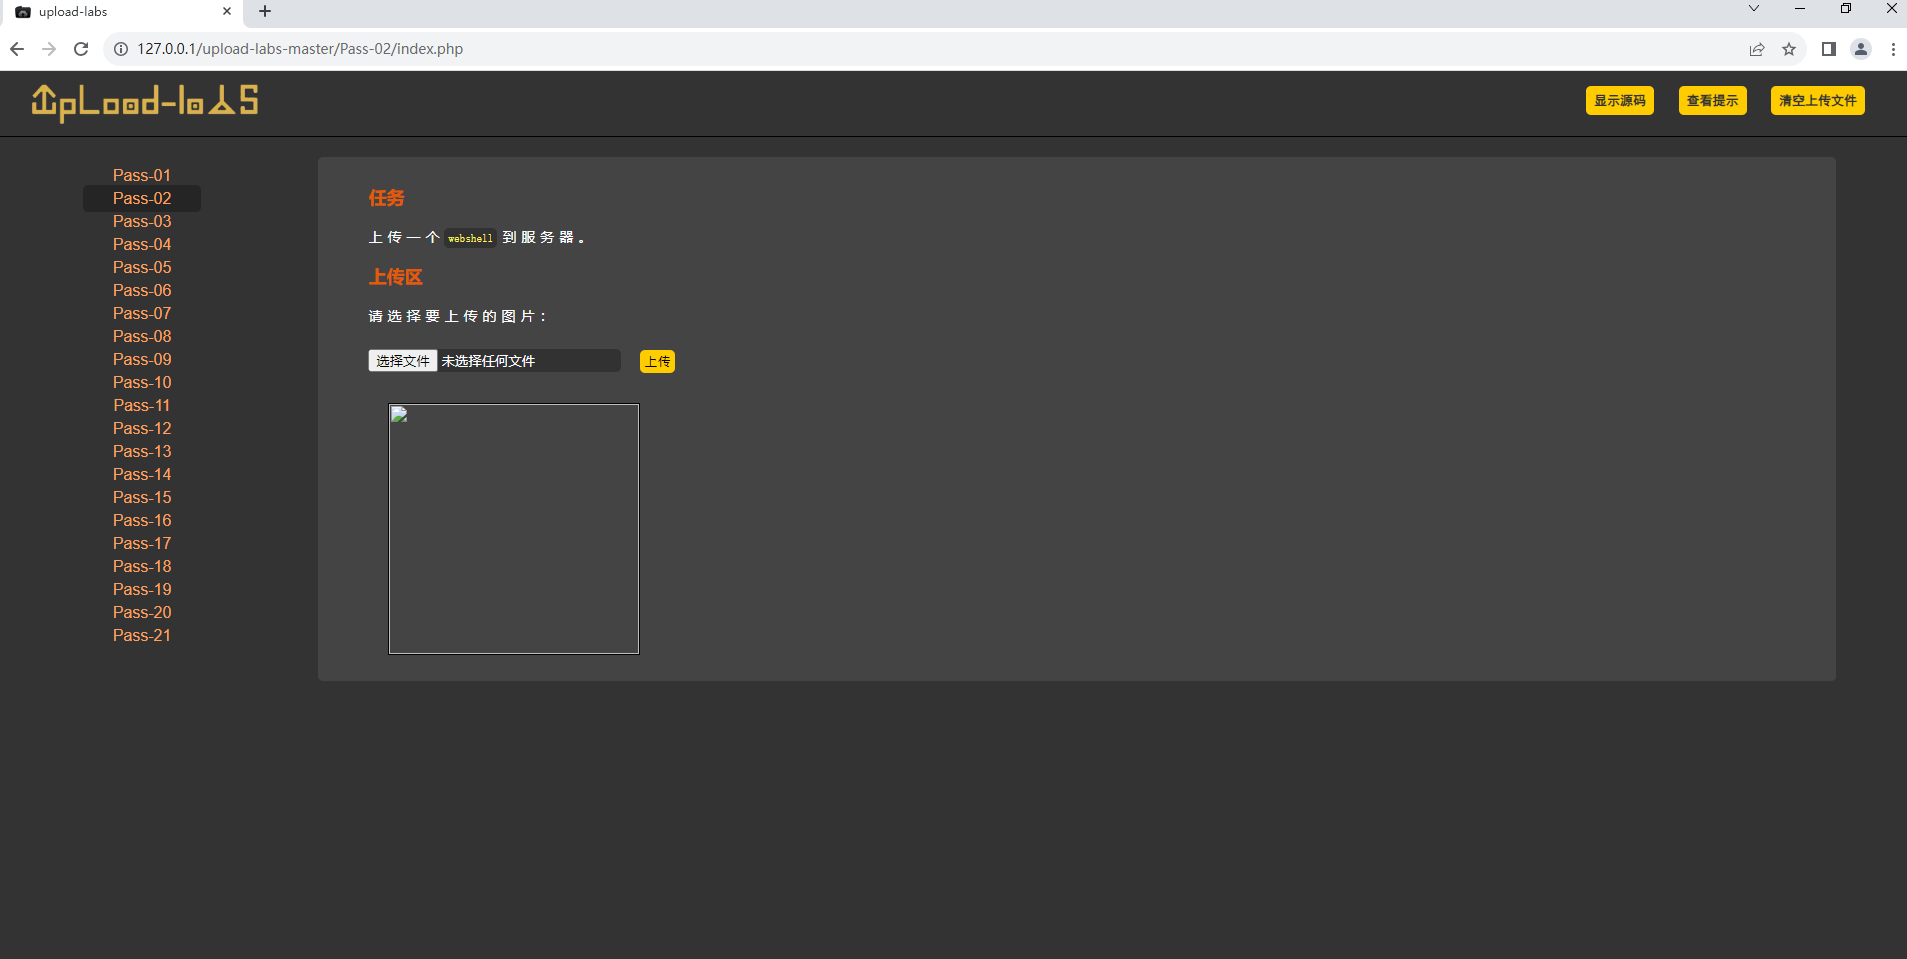 upload-labs
127.0.0.1/upload-labs-master/Pass-02/index.php
upLoad-labs
显示源码
查看提示
清空上传文件
Pass-01
Pass-02
Pass-03
Pass-04
Pass-05
Pass-06
Pass-07
Pass-08
Pass-09
Pass-10
Pass-11
Pass-12
Pass-13
Pass-14
Pass-15
Pass-16
Pass-17
Pass-18
Pass-19
Pass-20
Pass-21
任务
上传一个 webshell 到服务器。
上传区
请选择要上传的图片：
选择文件 未选择任何文件 上传